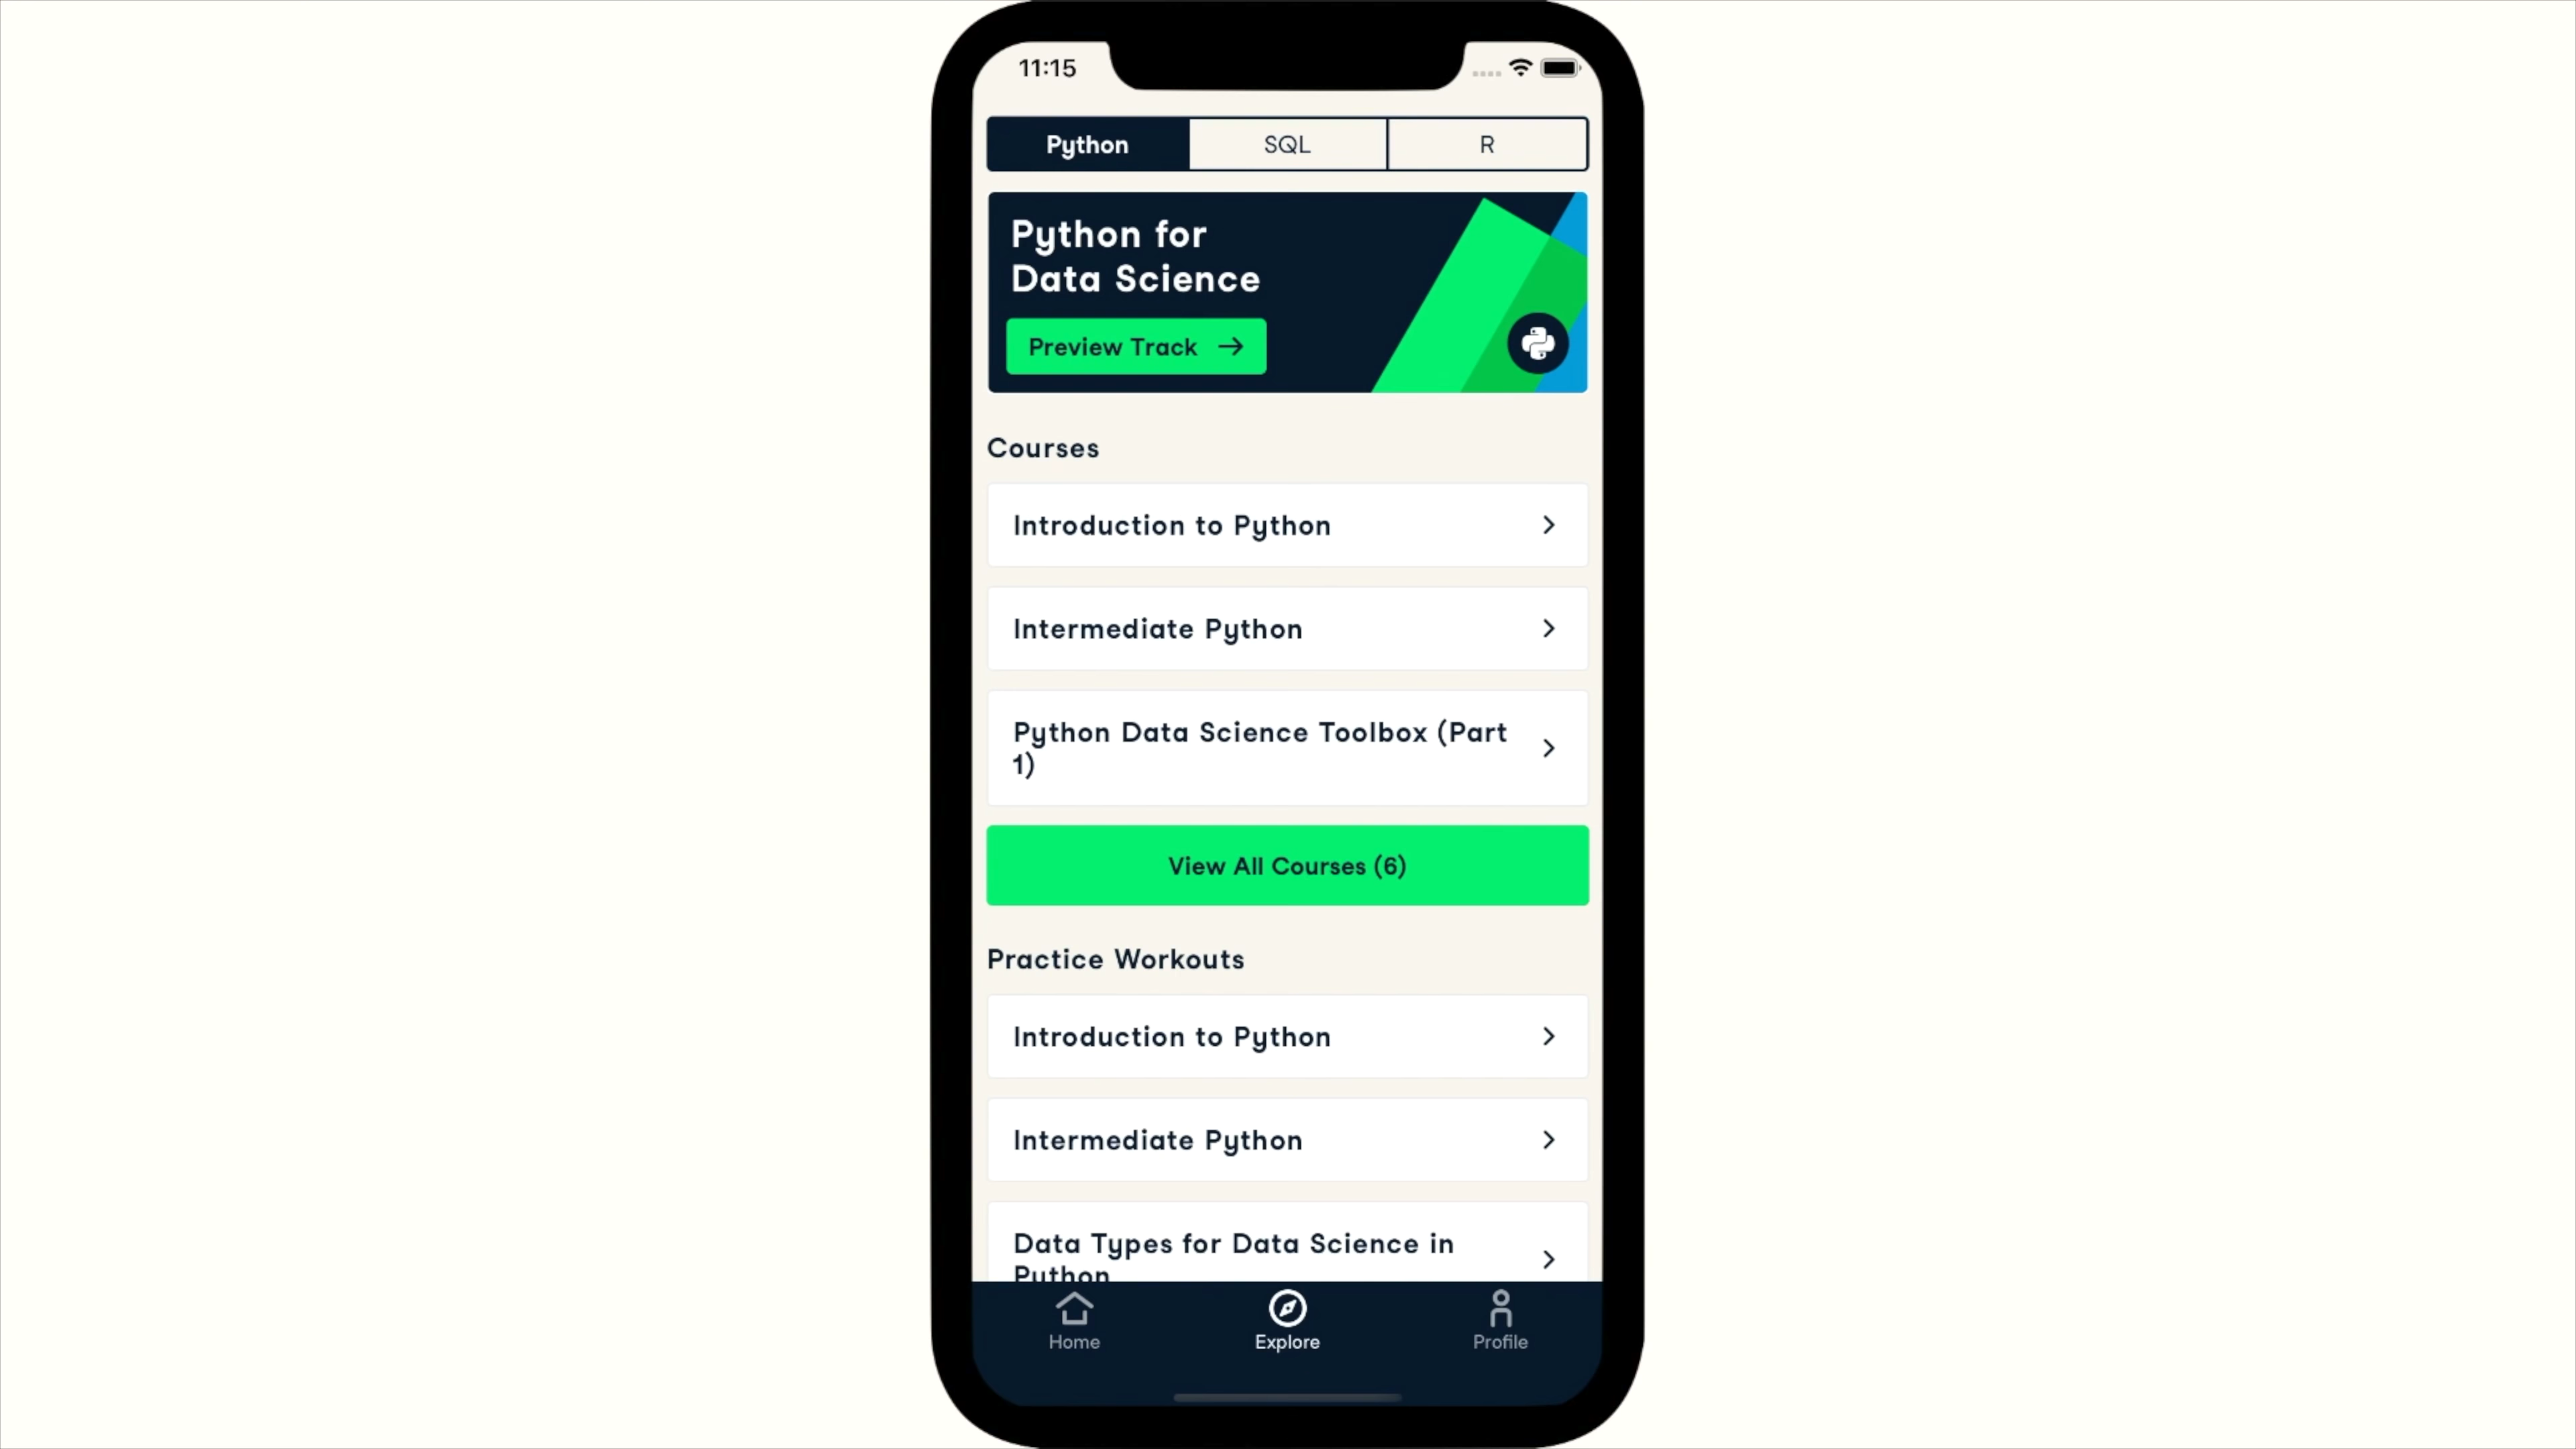 11:15
Python
SQL
R
Python for
Data Science
Preview Track
Courses
Introduction to Python
Intermediate Python
Python Data Science Toolbox (Part
1)
View All Courses (6)
Practice Workouts
Introduction to Python
Intermediate Python
Data Types for Data Science in
Python
Home
Explore
Profile